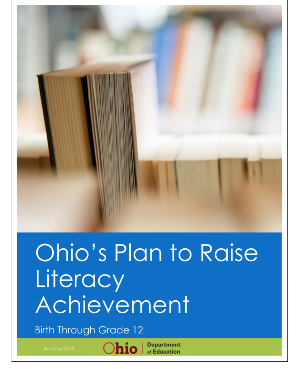 Ohio's Plan to Raise
Literacy
Achievement
Birth Through Grade 12
Ohio
Department
of Education